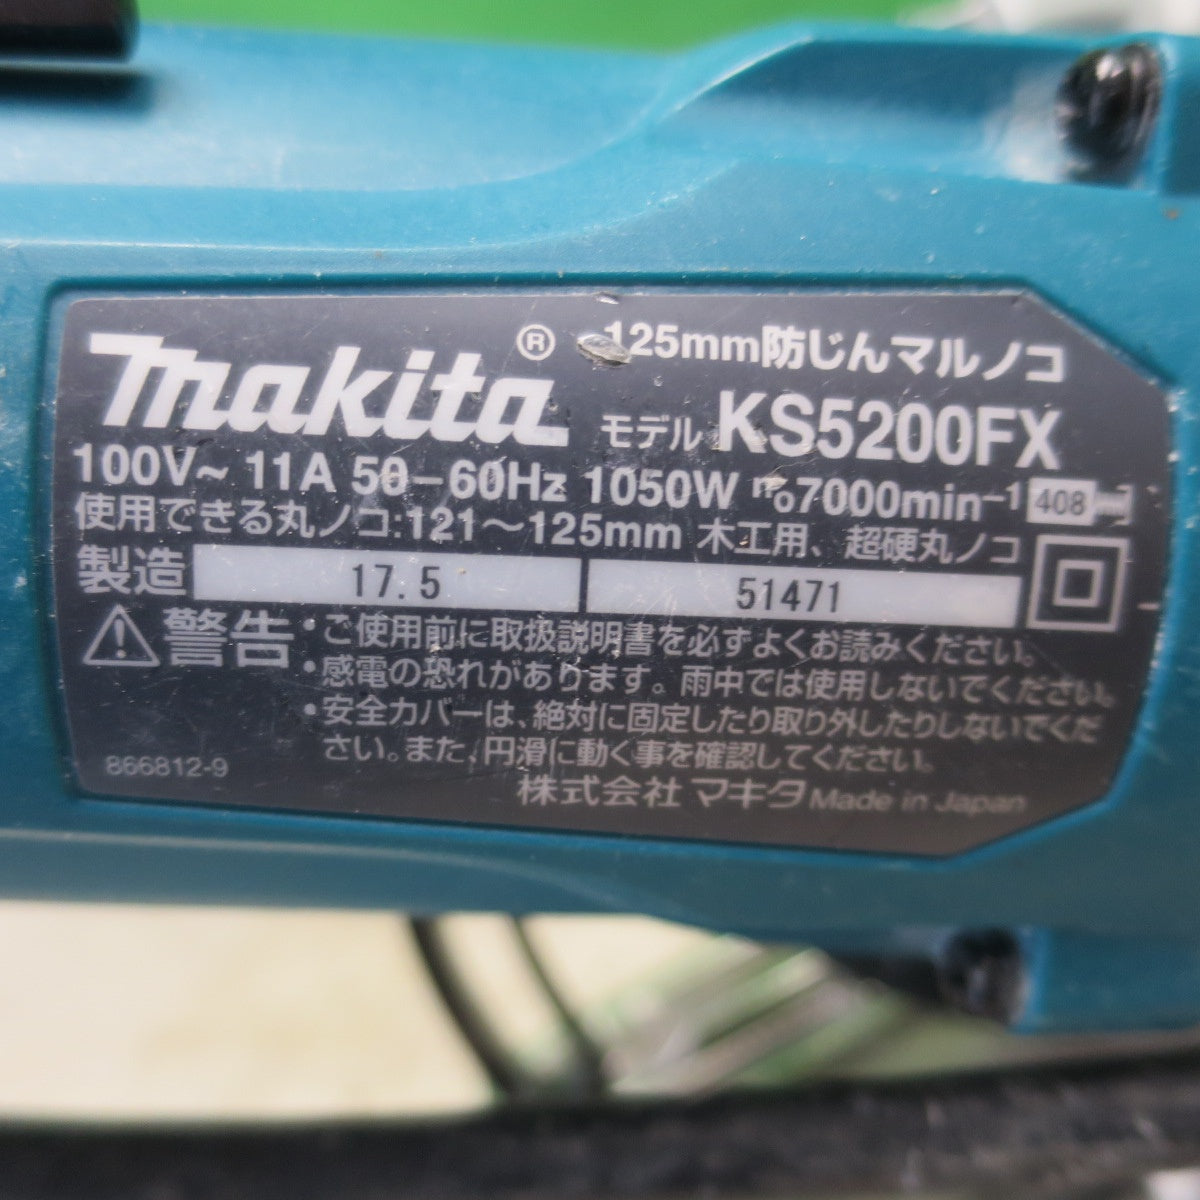 makita® 125mm防じんマルノコ
モデル KS5200FX
100V~ 11A 50-60Hz 1050W n₀7000min⁻¹ 408
使用できる丸ノコ:121〜125mm 木工用、超硬丸ノコ
製造 17.5 51471
警告 ・ご使用前に取扱説明書を必ずよくお読みください。
・感電の恐れがあります。雨中では使用しないでください。
・安全カバーは、絶対に固定したり取り外したりしないでくだ
さい。また、円滑に動く事を確認してください。
866812-9
株式会社 マキタ Made in Japan